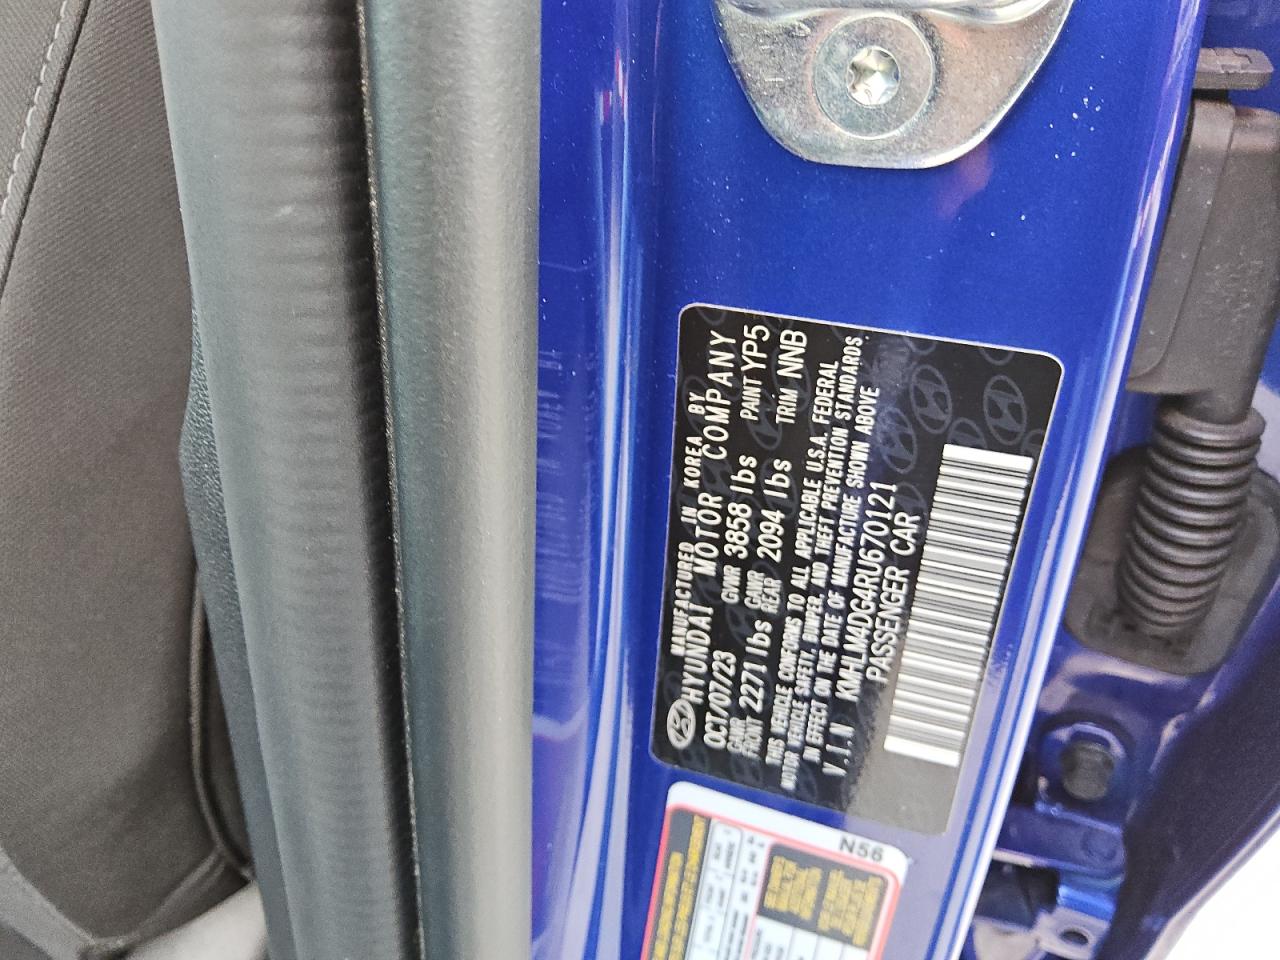 MANUFACTURED IN KOREA BY
HYUNDAI MOTOR COMPANY
OCT/07/23 GVWR 3858 lbs PAINT YP5
GAWR FRONT 2271 lbs GAWR REAR 2094 lbs TRIM NNB
THIS VEHICLE CONFORMS TO ALL APPLICABLE U.S.A. FEDERAL
MOTOR VEHICLE SAFETY, BUMPER, AND THEFT PREVENTION STANDARDS
IN EFFECT ON THE DATE OF MANUFACTURE SHOWN ABOVE
V.I.N KMHLM4DG4RU670121
PASSENGER CAR
N56